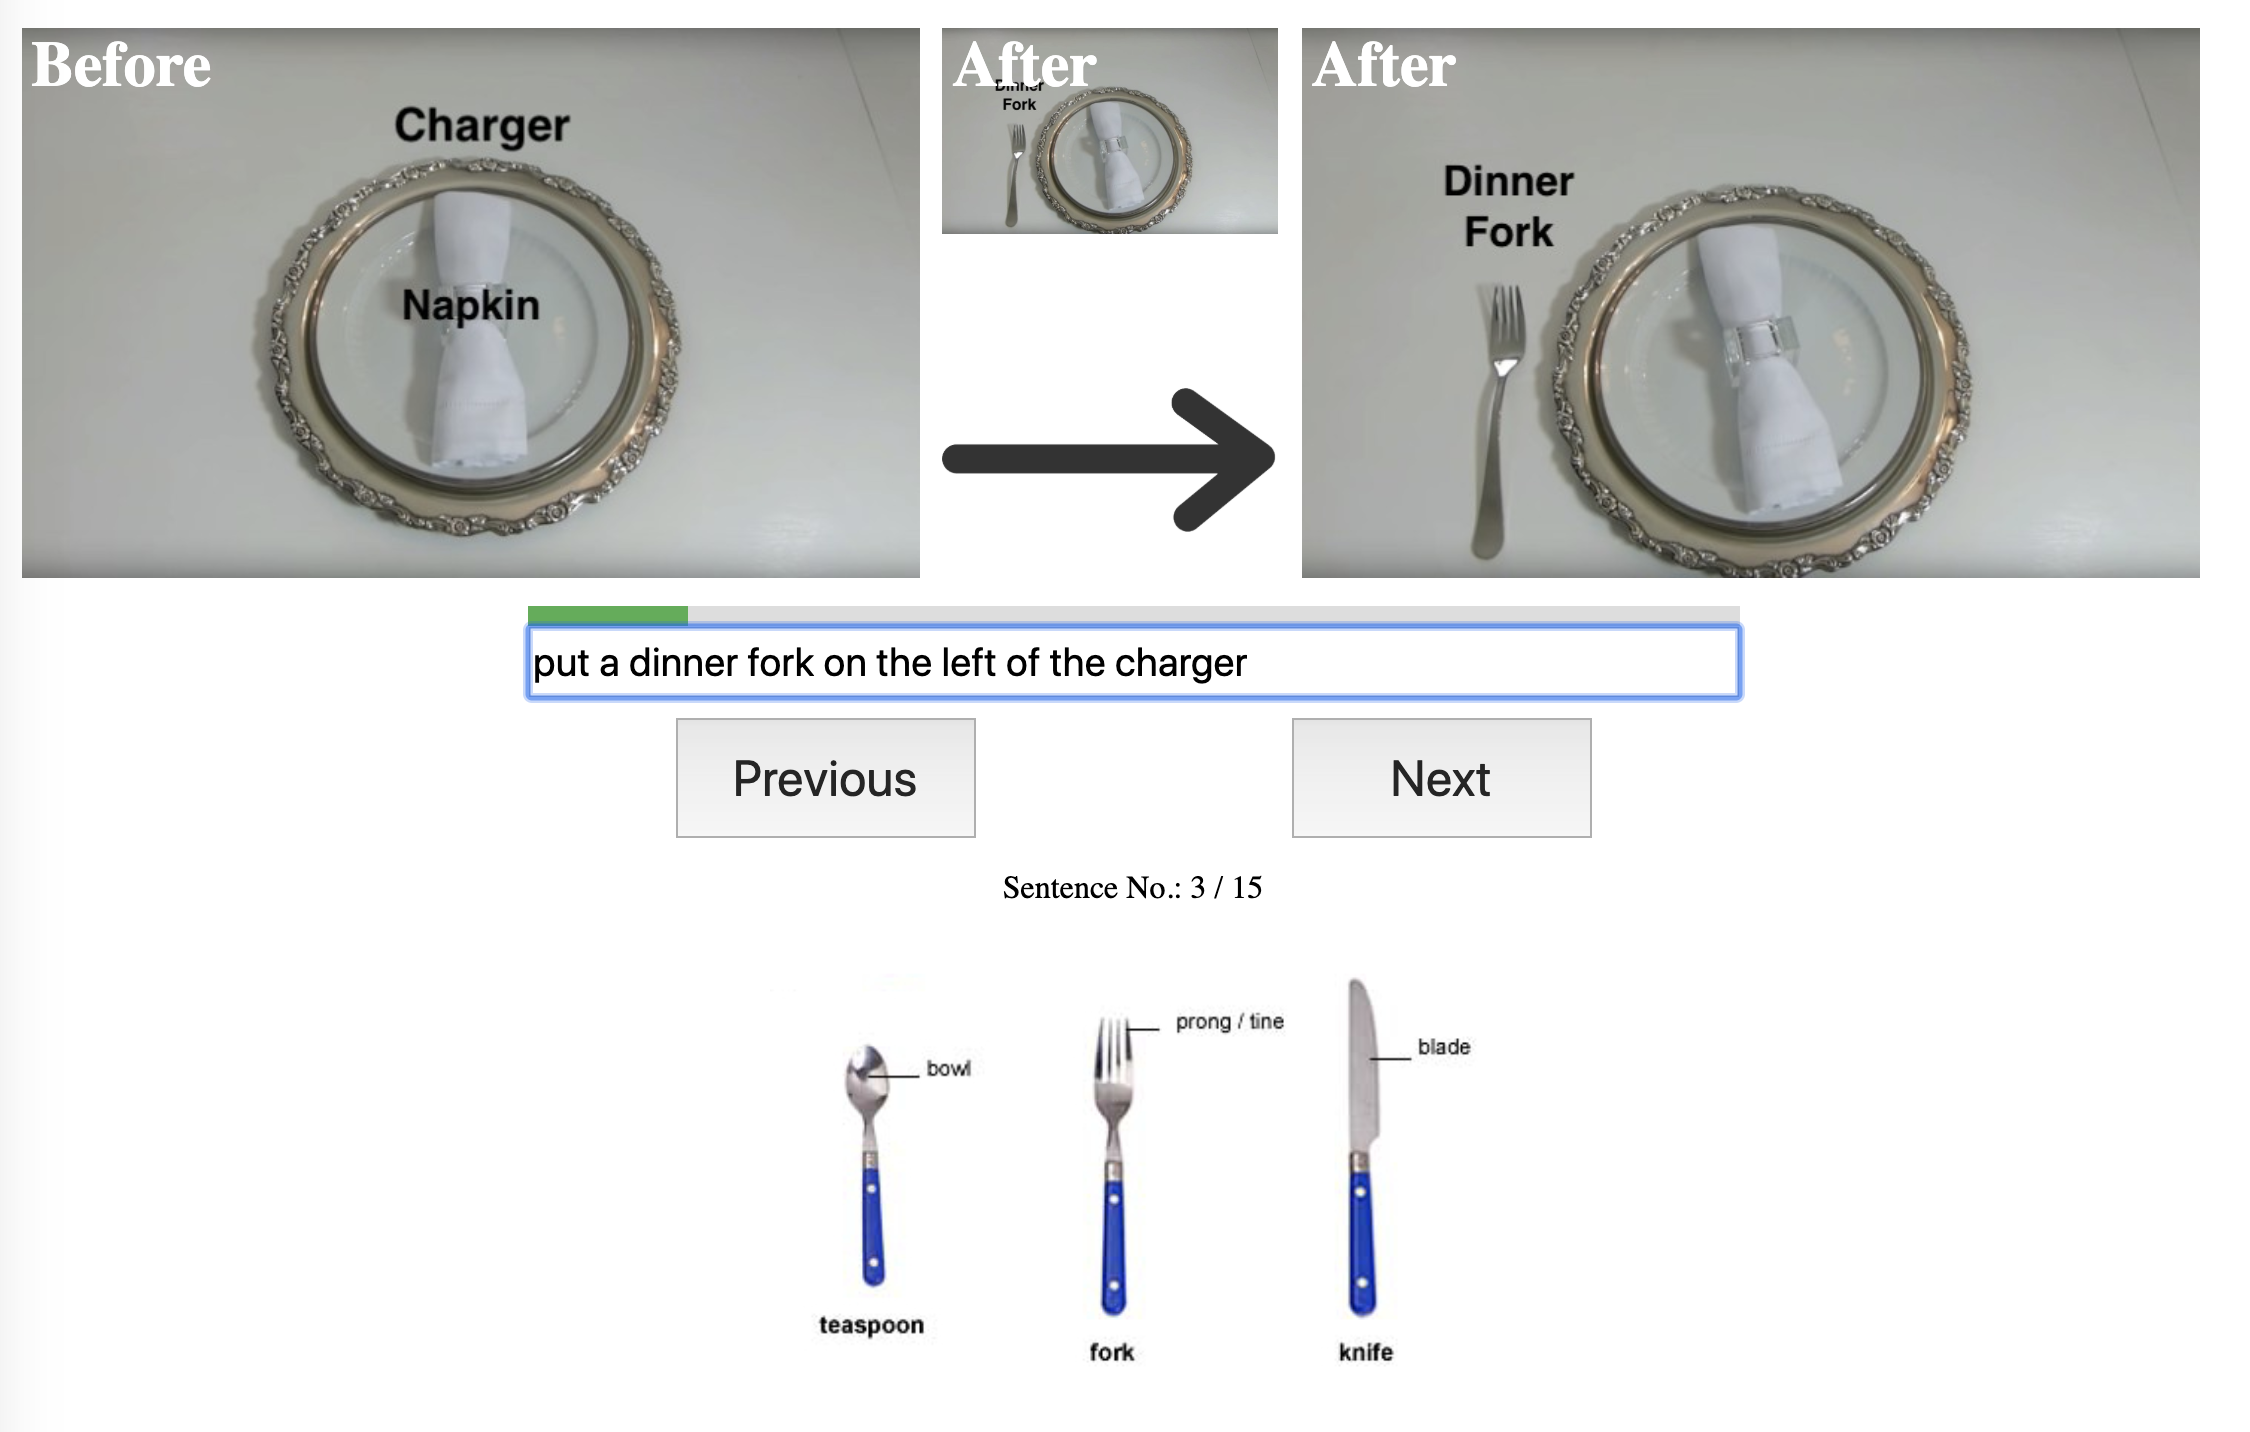 Before
Charger
Napkin
After
Dinner
Fork
After
Dinner
Fork
put a dinner fork on the left of the charger
Previous
Next
Sentence No.: 3 / 15
bowl
prong / tine
blade
teaspoon
fork
knife